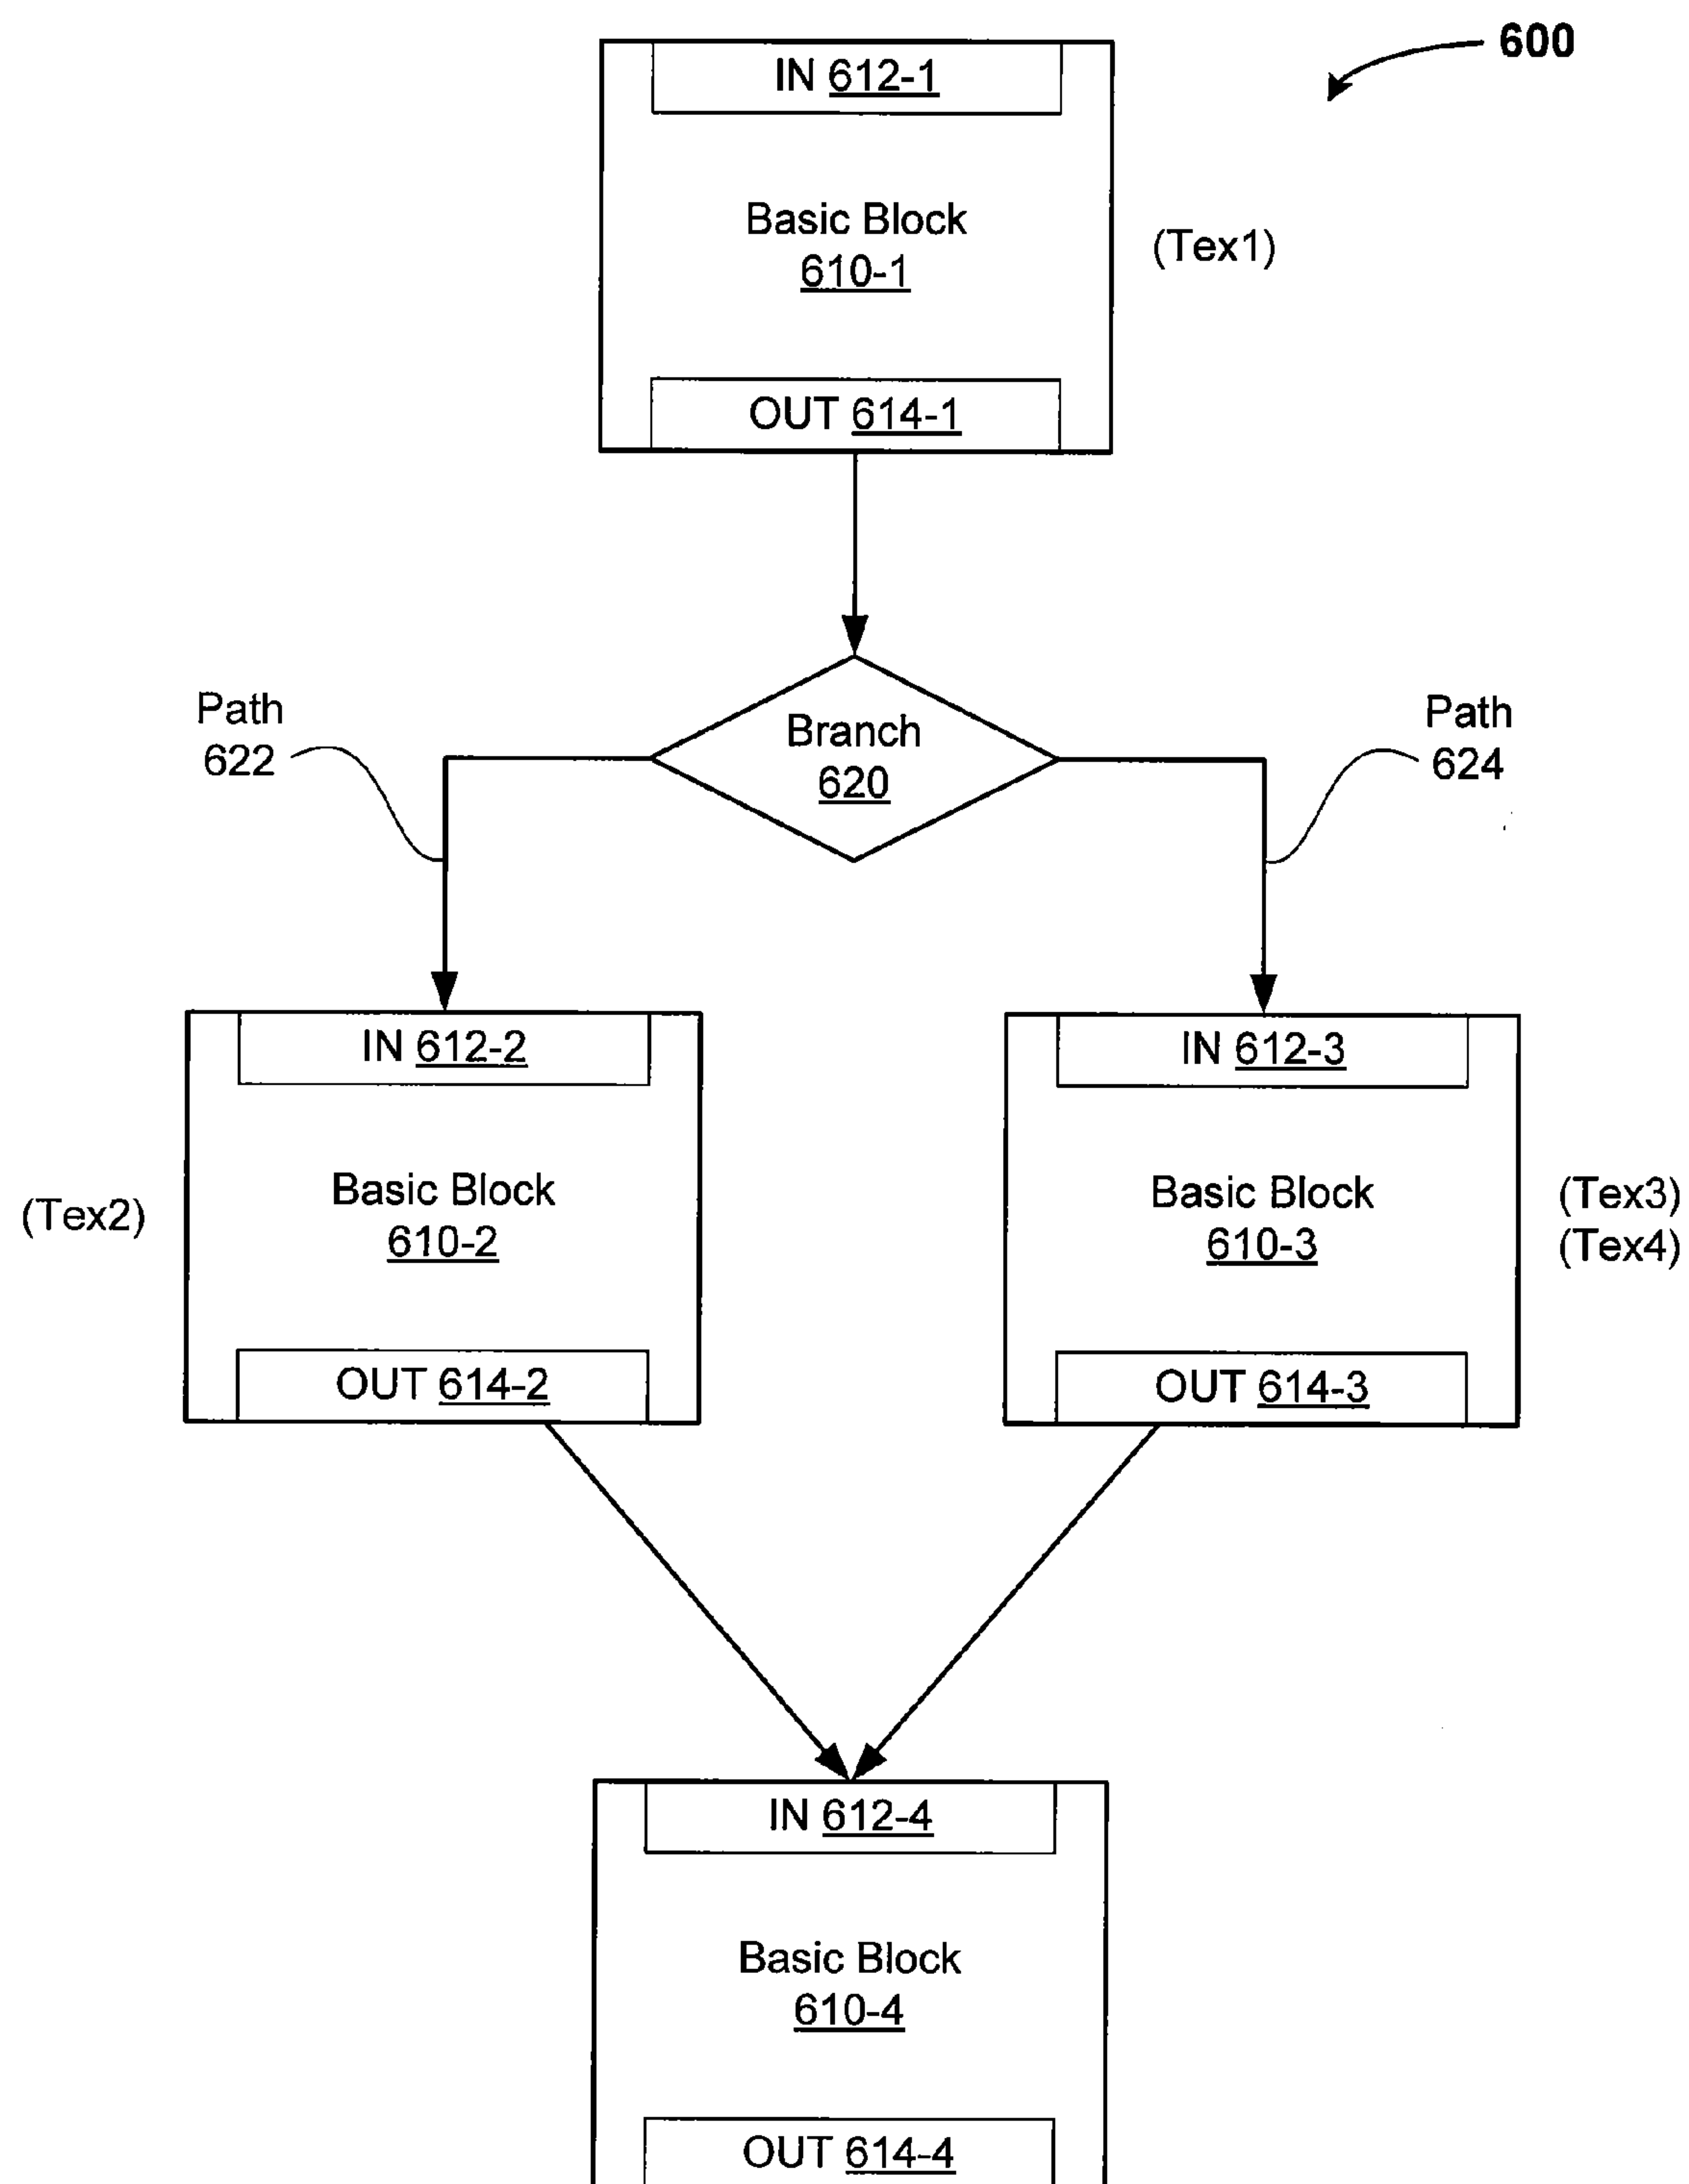 600
IN 612-1
Basic Block
610-1
(Tex1)
OUT 614-1
Path
622
Branch
620
Path
624
IN 612-2
Basic Block
610-2
(Tex2)
OUT 614-2
IN 612-3
Basic Block
610-3
(Tex3)
(Tex4)
OUT 614-3
IN 612-4
Basic Block
610-4
OUT 614-4